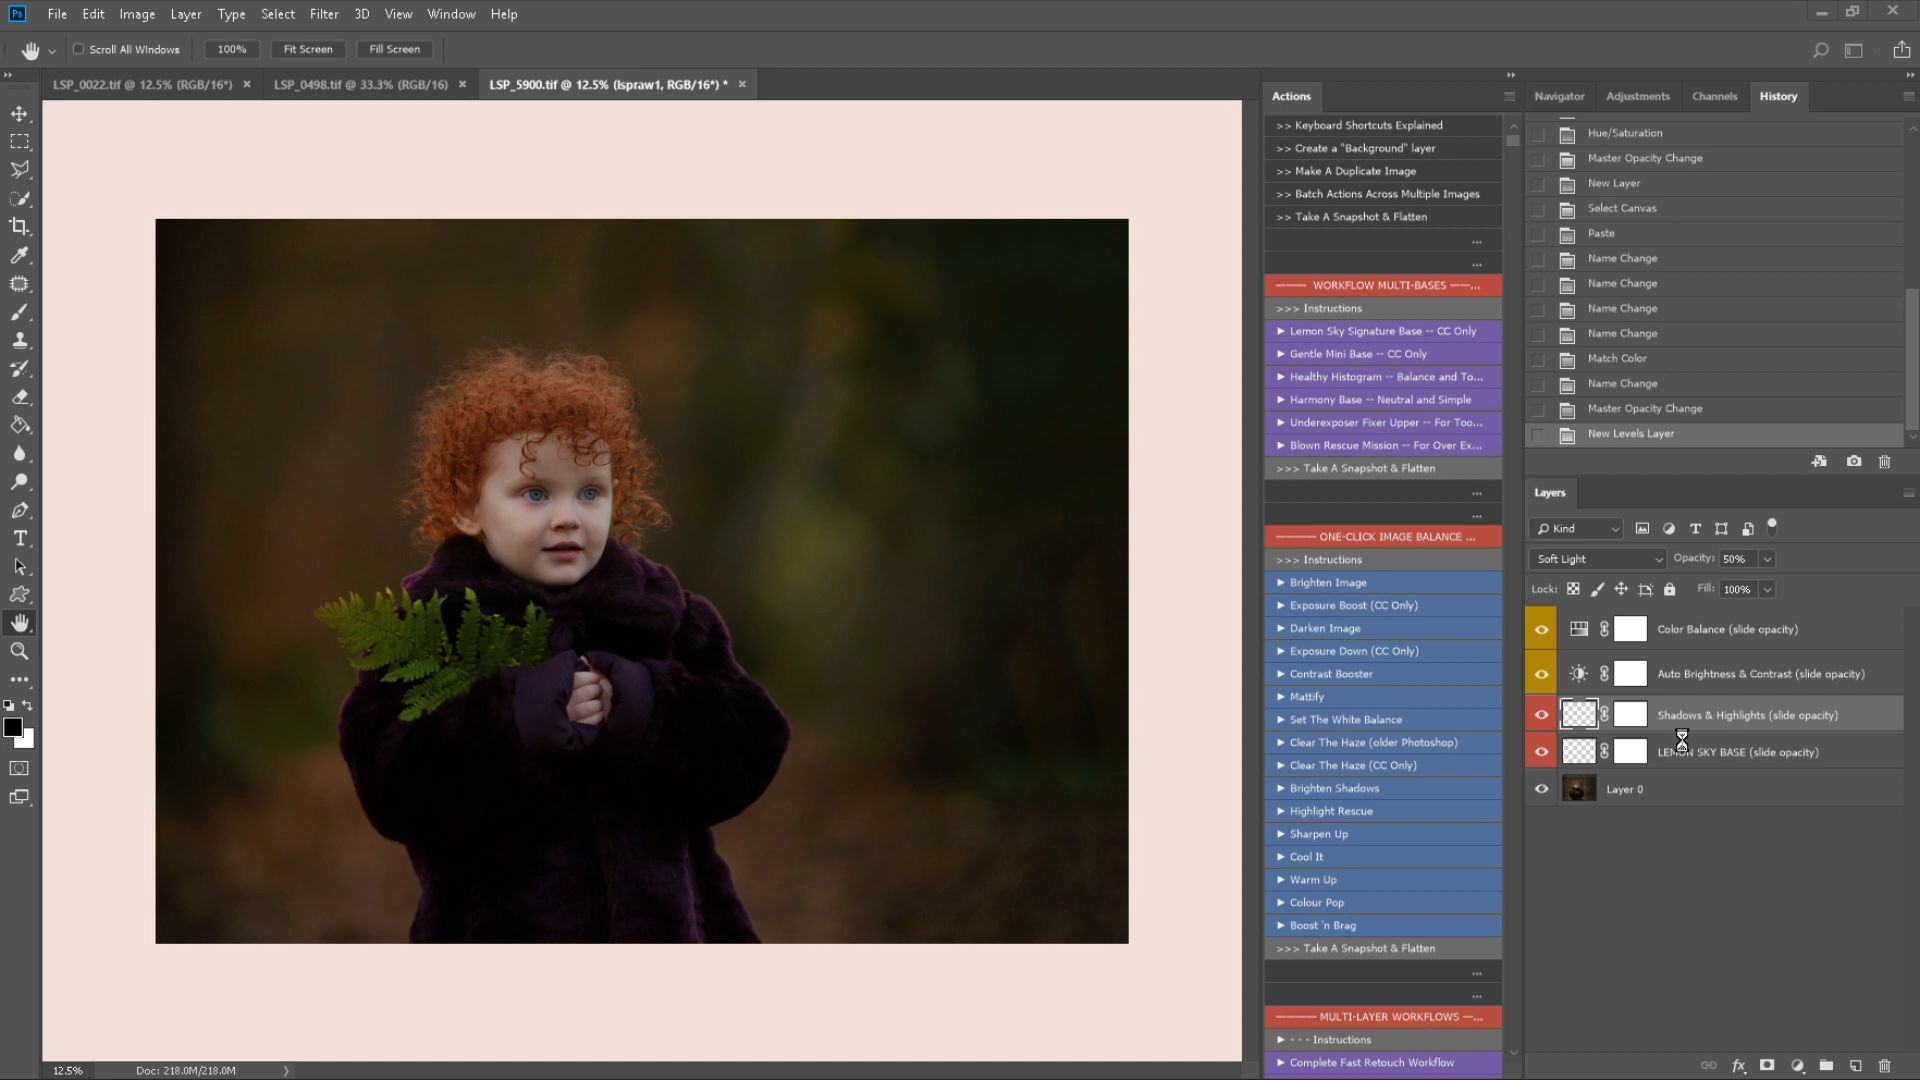 Ps File Edit Image Layer Type Select Filter 3D View Window Help
Scroll All Windows 100% Fit Screen Fill Screen
LSP_0022.tif @ 12.5% (RGB/16*) × LSP_0498.tif @ 33.3% (RGB/16) × LSP_5900.tif @ 12.5% (lspraw1, RGB/16*) * ×
Actions
>> Keyboard Shortcuts Explained
>> Create a "Background" layer
>> Make A Duplicate Image
>> Batch Actions Across Multiple Images
>> Take A Snapshot & Flatten
...
...
——— WORKFLOW MULTI-BASES ——...
>>> Instructions
Lemon Sky Signature Base -- CC Only
Gentle Mini Base -- CC Only
Healthy Histogram -- Balance and To...
Harmony Base -- Neutral and Simple
Underexposer Fixer Upper -- For Too...
Blown Rescue Mission -- For Over Ex...
>>> Take A Snapshot & Flatten
...
...
———— ONE-CLICK IMAGE BALANCE ...
>>> Instructions
Brighten Image
Exposure Boost (CC Only)
Darken Image
Exposure Down (CC Only)
Contrast Booster
Mattify
Set The White Balance
Clear The Haze (older Photoshop)
Clear The Haze (CC Only)
Brighten Shadows
Highlight Rescue
Sharpen Up
Cool It
Warm Up
Colour Pop
Boost 'n Brag
>>> Take A Snapshot & Flatten
...
...
———— MULTI-LAYER WORKFLOWS —...
- - - Instructions
Complete Fast Retouch Workflow
Navigator Adjustments Channels History
Hue/Saturation
Master Opacity Change
New Layer
Select Canvas
Paste
Name Change
Name Change
Name Change
Name Change
Match Color
Name Change
Master Opacity Change
New Levels Layer
Layers
Kind
Soft Light Opacity: 50%
Lock: Fill: 100%
Color Balance (slide opacity)
Auto Brightness & Contrast (slide opacity)
Shadows & Highlights (slide opacity)
LEMON SKY BASE (slide opacity)
Layer 0
fx
12.5% Doc: 218.0M/218.0M